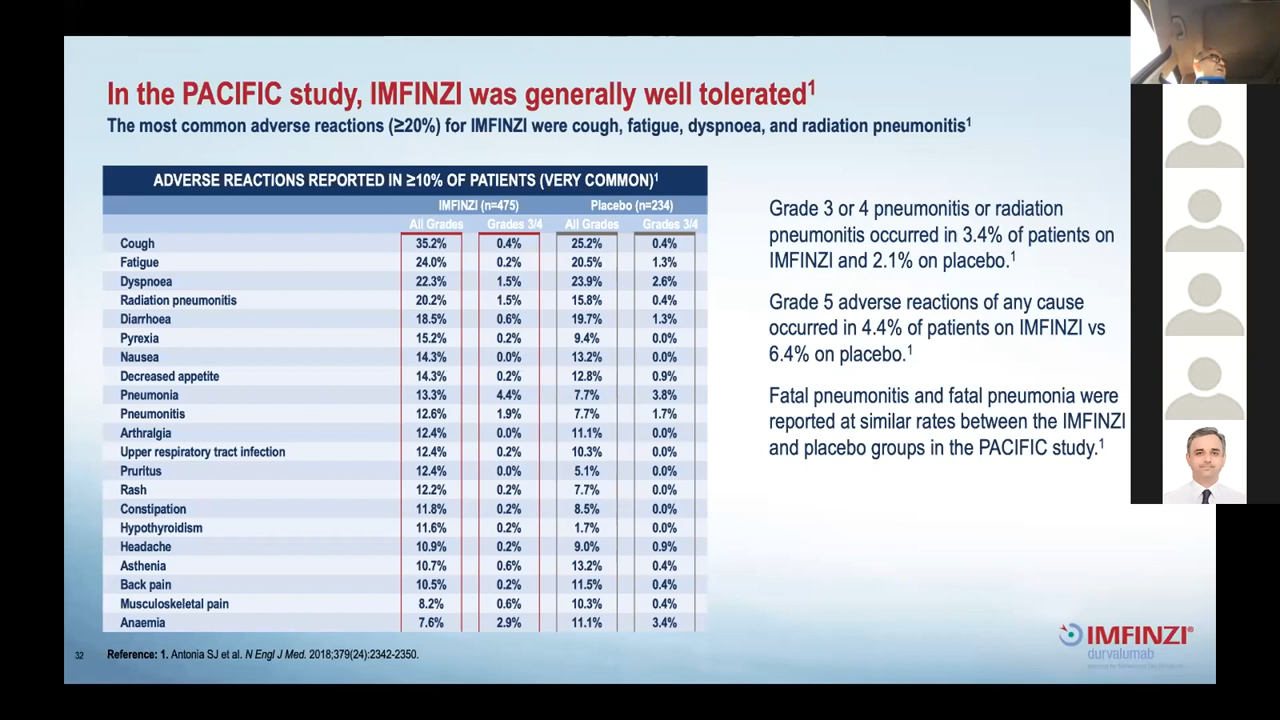 In the PACIFIC study, IMFINZI was generally well tolerated1
The most common adverse reactions (≥20%) for IMFINZI were cough, fatigue, dyspnoea, and radiation pneumonitis1
ADVERSE REACTIONS REPORTED IN ≥10% OF PATIENTS (VERY COMMON)1
IMFINZI (n=475) Placebo (n=234)
All Grades Grades 3/4 All Grades Grades 3/4
Cough 35.2% 0.4% 25.2% 0.4%
Fatigue 24.0% 0.2% 20.5% 1.3%
Dyspnoea 22.3% 1.5% 23.9% 2.6%
Radiation pneumonitis 20.2% 1.5% 15.8% 0.4%
Diarrhoea 18.5% 0.6% 19.7% 1.3%
Pyrexia 15.2% 0.2% 9.4% 0.0%
Nausea 14.3% 0.0% 13.2% 0.0%
Decreased appetite 14.3% 0.2% 12.8% 0.9%
Pneumonia 13.3% 4.4% 7.7% 3.8%
Pneumonitis 12.6% 1.9% 7.7% 1.7%
Arthralgia 12.4% 0.0% 11.1% 0.0%
Upper respiratory tract infection 12.4% 0.2% 10.3% 0.0%
Pruritus 12.4% 0.0% 5.1% 0.0%
Rash 12.2% 0.2% 7.7% 0.0%
Constipation 11.8% 0.2% 8.5% 0.0%
Hypothyroidism 11.6% 0.2% 1.7% 0.0%
Headache 10.9% 0.2% 9.0% 0.9%
Asthenia 10.7% 0.6% 13.2% 0.4%
Back pain 10.5% 0.2% 11.5% 0.4%
Musculoskeletal pain 8.2% 0.6% 10.3% 0.4%
Anaemia 7.6% 2.9% 11.1% 3.4%
Grade 3 or 4 pneumonitis or radiation
pneumonitis occurred in 3.4% of patients on
IMFINZI and 2.1% on placebo.1
Grade 5 adverse reactions of any cause
occurred in 4.4% of patients on IMFINZI vs
6.4% on placebo.1
Fatal pneumonitis and fatal pneumonia were
reported at similar rates between the IMFINZI
and placebo groups in the PACIFIC study.1
32 Reference: 1. Antonia SJ et al. N Engl J Med. 2018;379(24):2342-2350.
IMFINZI®
durvalumab